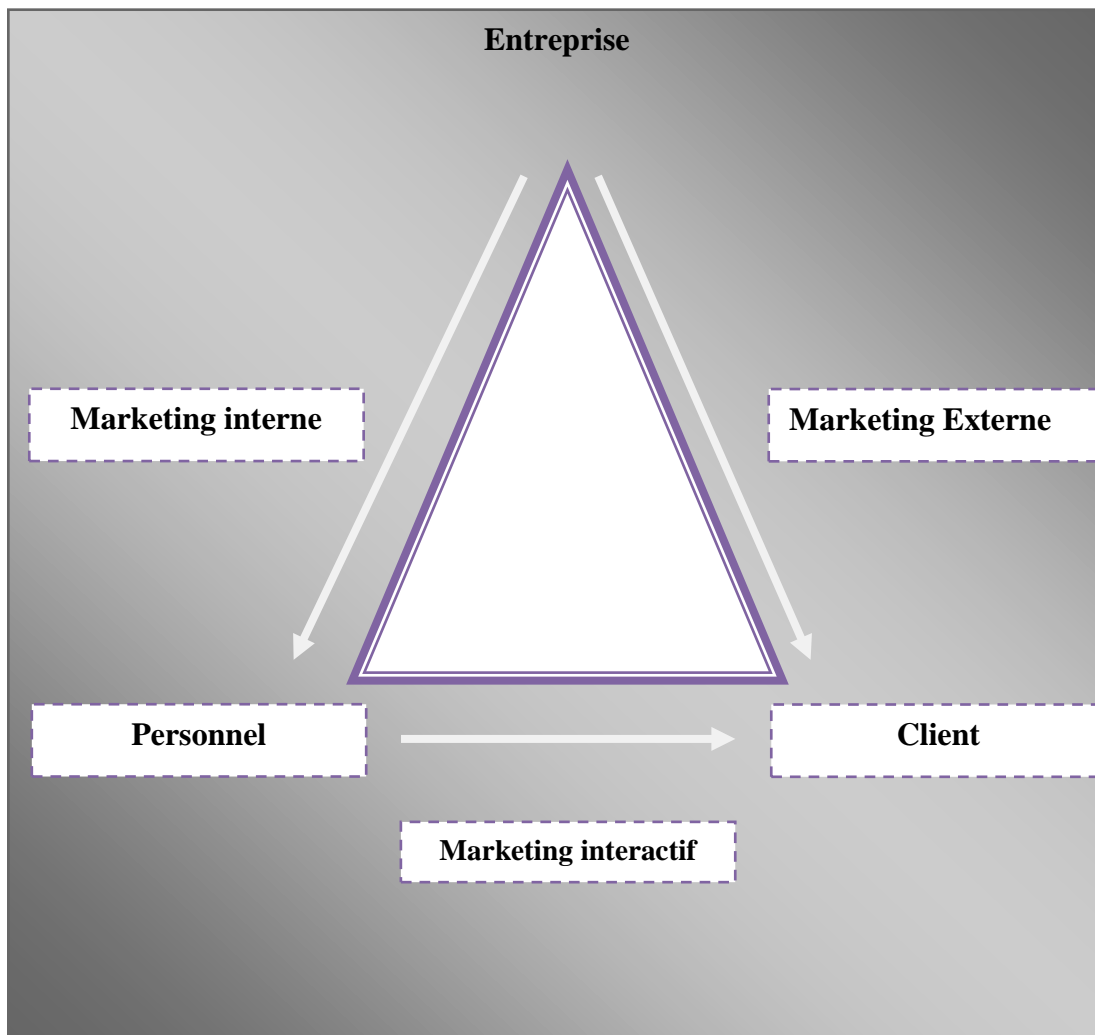 Entreprise
Marketing interne
Marketing Externe
Personnel
Client
Marketing interactif